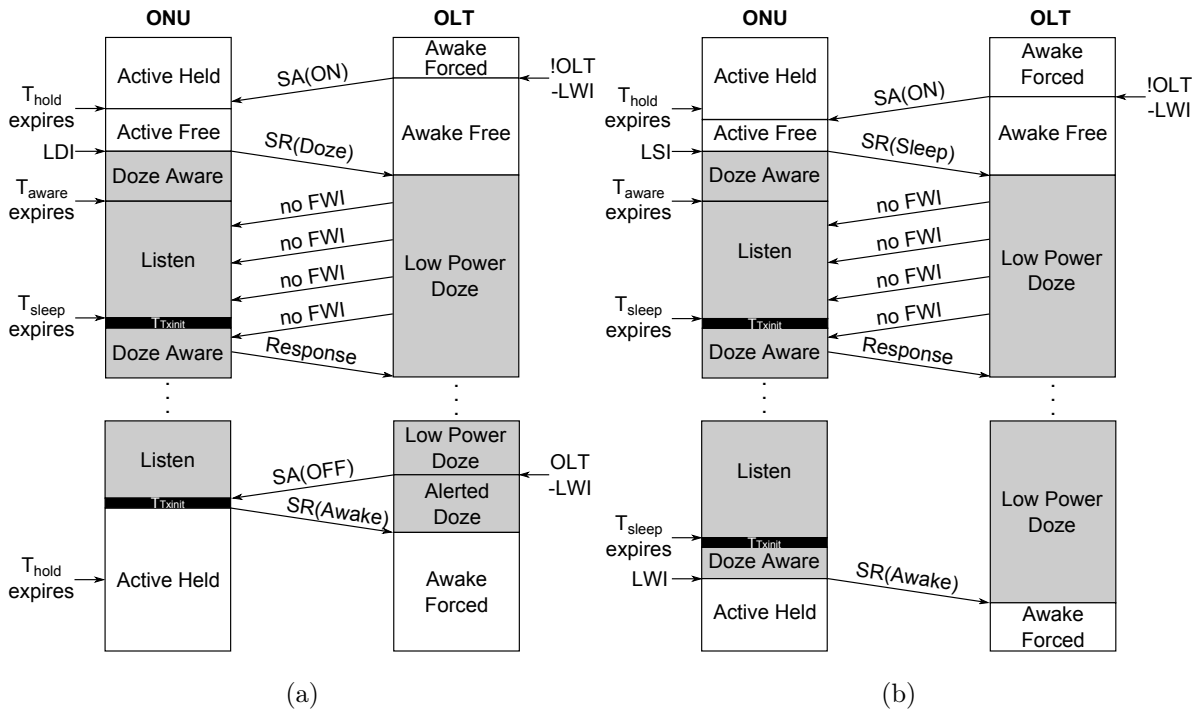 ONU
OLT
Active Held
Awake
Forced
SA(ON)
!OLT
-LWI
T_hold
expires
Active Free
Awake Free
LDI
SR(Doze)
Doze Aware
T_aware
expires
no FWI
no FWI
Listen
no FWI
Low Power
Doze
T_sleep
expires
T_Txinit
no FWI
Doze Aware
Response
Listen
Low Power
Doze
SA(OFF)
OLT
-LWI
T_Txinit
Alerted
Doze
SR(Awake)
T_hold
expires
Active Held
Awake
Forced
(a)
ONU
OLT
Active Held
Awake
Forced
SA(ON)
!OLT
-LWI
T_hold
expires
Active Free
Awake Free
LSI
SR(Sleep)
Doze Aware
T_aware
expires
no FWI
no FWI
Listen
no FWI
Low Power
Doze
T_sleep
expires
T_Txinit
no FWI
Doze Aware
Response
Listen
Low Power
Doze
T_sleep
expires
T_Txinit
Doze Aware
LWI
SR(Awake)
Active Held
Awake
Forced
(b)